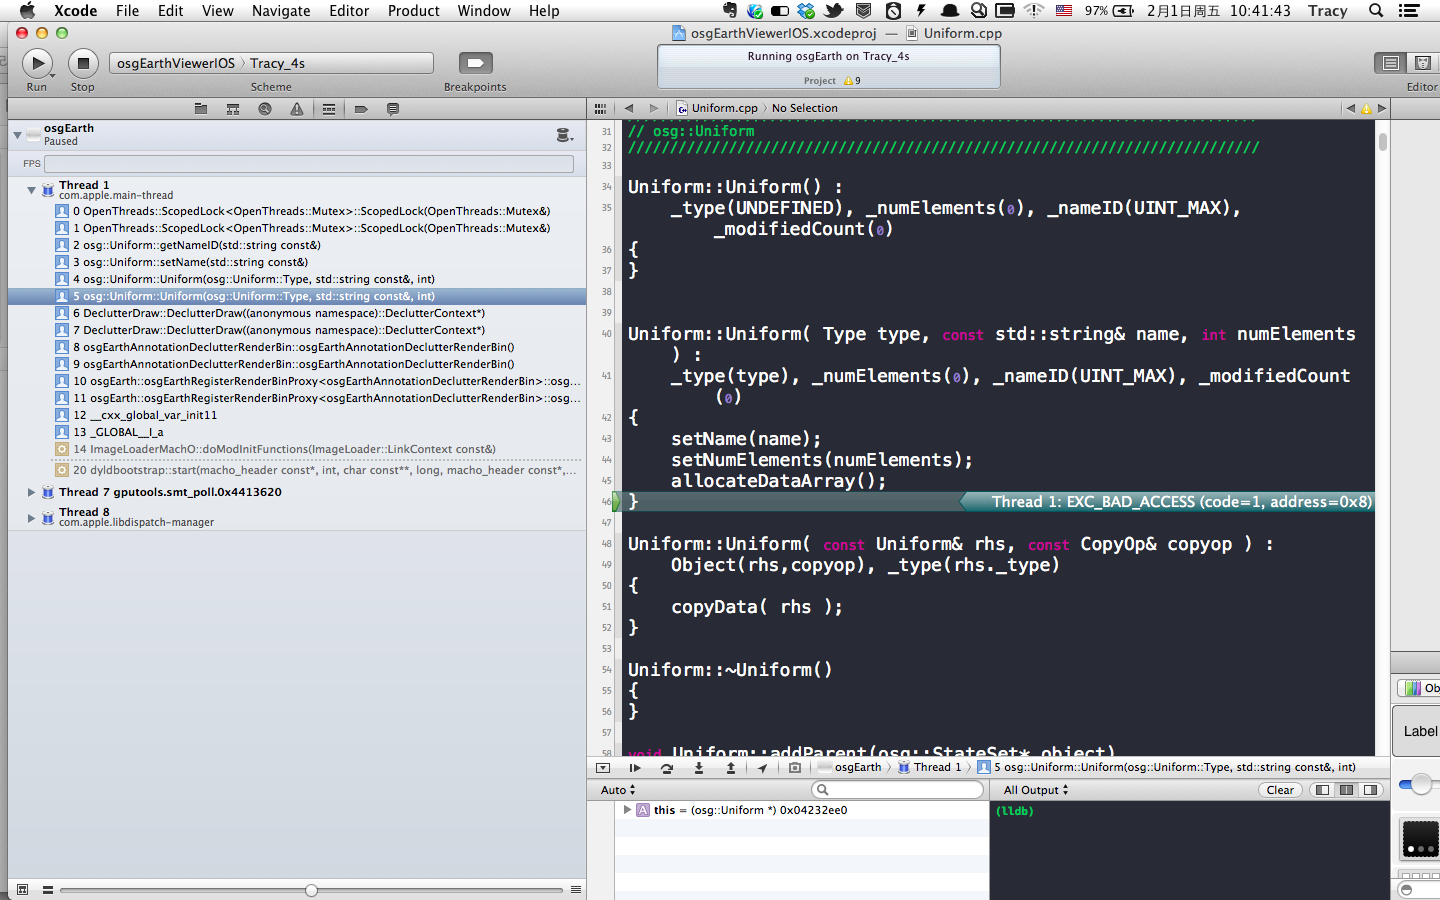 Xcode File Edit View Navigate Editor Product Window Help 97% 2月1日周五 10:41:43 Tracy
osgEarthViewerIOS.xcodeproj — Uniform.cpp
osgEarthViewerIOS Tracy_4s
Running osgEarth on Tracy_4s
Project 9
Run Stop Scheme Breakpoints Editor
Uniform.cpp No Selection
osgEarth
Paused
FPS
Thread 1
com.apple.main-thread
0 OpenThreads::ScopedLock<OpenThreads::Mutex>::ScopedLock(OpenThreads::Mutex&)
1 OpenThreads::ScopedLock<OpenThreads::Mutex>::ScopedLock(OpenThreads::Mutex&)
2 osg::Uniform::getNameID(std::string const&)
3 osg::Uniform::setName(std::string const&)
4 osg::Uniform::Uniform(osg::Uniform::Type, std::string const&, int)
5 osg::Uniform::Uniform(osg::Uniform::Type, std::string const&, int)
6 DeclutterDraw::DeclutterDraw((anonymous namespace)::DeclutterContext*)
7 DeclutterDraw::DeclutterDraw((anonymous namespace)::DeclutterContext*)
8 osgEarthAnnotationDeclutterRenderBin::osgEarthAnnotationDeclutterRenderBin()
9 osgEarthAnnotationDeclutterRenderBin::osgEarthAnnotationDeclutterRenderBin()
10 osgEarth::osgEarthRegisterRenderBinProxy<osgEarthAnnotationDeclutterRenderBin>::osg...
11 osgEarth::osgEarthRegisterRenderBinProxy<osgEarthAnnotationDeclutterRenderBin>::osg...
12 __cxx_global_var_init11
13 _GLOBAL__I_a
14 ImageLoaderMachO::doModInitFunctions(ImageLoader::LinkContext const&)
20 dyldbootstrap::start(macho_header const*, int, char const**, long, macho_header const*,...
Thread 7 gputools.smt_poll.0x4413620
Thread 8
com.apple.libdispatch-manager
31 // osg::Uniform
32 ////////////////////////////////////////////////////////////////////////////
33
34 Uniform::Uniform() :
35 _type(UNDEFINED), _numElements(0), _nameID(UINT_MAX),
_modifiedCount(0)
36 {
37 }
38
39
40 Uniform::Uniform( Type type, const std::string& name, int numElements
) :
41 _type(type), _numElements(0), _nameID(UINT_MAX), _modifiedCount
(0)
42 {
43 setName(name);
44 setNumElements(numElements);
45 allocateDataArray();
46 } Thread 1: EXC_BAD_ACCESS (code=1, address=0x8)
47
48 Uniform::Uniform( const Uniform& rhs, const CopyOp& copyop ) :
49 Object(rhs,copyop), _type(rhs._type)
50 {
51 copyData( rhs );
52 }
53
54 Uniform::~Uniform()
55 {
56 }
57
58 void Uniform::addParent(osg::StateSet* object)
osgEarth Thread 1 5 osg::Uniform::Uniform(osg::Uniform::Type, std::string const&, int)
Auto All Output Clear
this = (osg::Uniform *) 0x04232ee0
(lldb)
Ob
Label